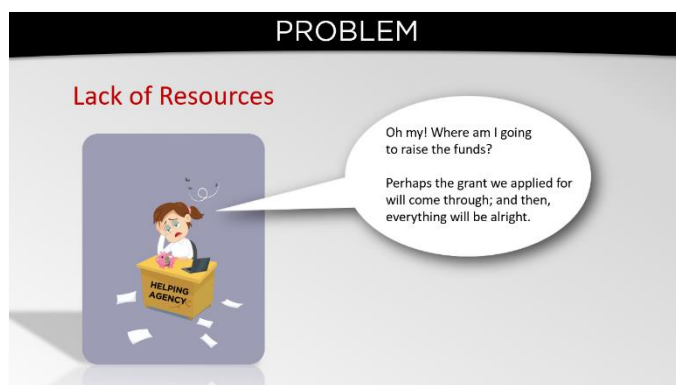 PROBLEM
Lack of Resources
Oh my! Where am I going
to raise the funds?
Perhaps the grant we applied for
will come through; and then,
everything will be alright.
HELPING
AGENCY